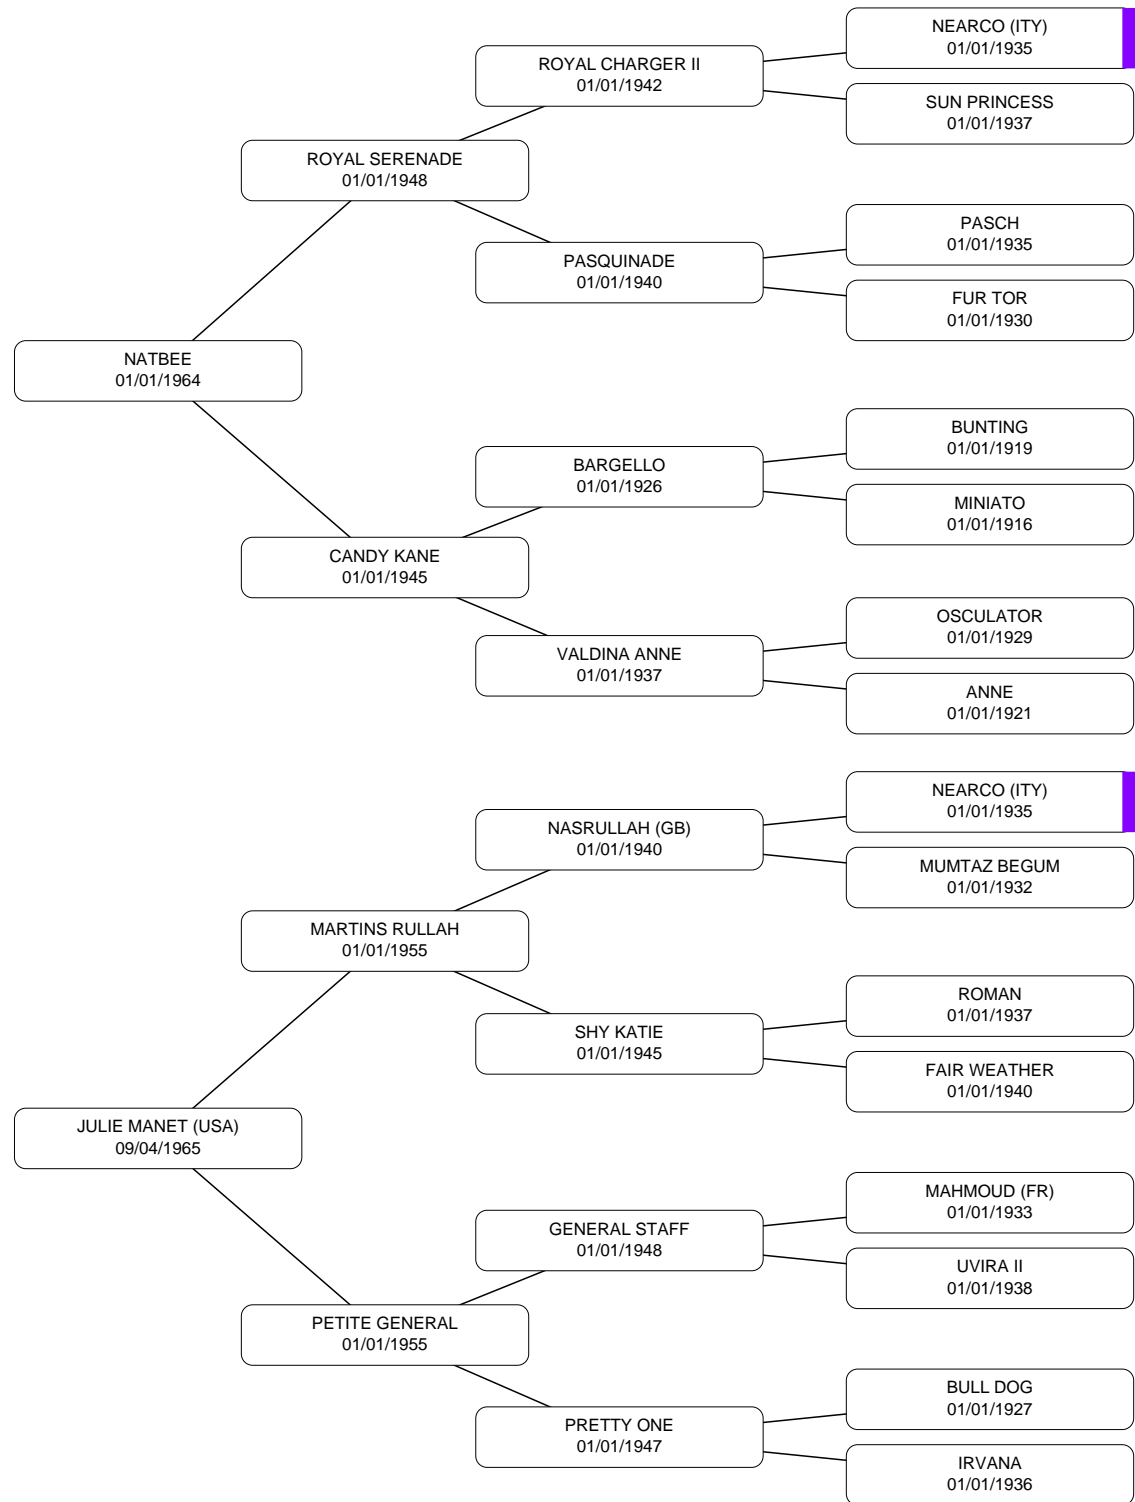 NEARCO (ITY)
01/01/1935
ROYAL CHARGER II
01/01/1942
SUN PRINCESS
01/01/1937
ROYAL SERENADE
01/01/1948
PASCH
01/01/1935
PASQUINADE
01/01/1940
FUR TOR
01/01/1930
NATBEE
01/01/1964
BUNTING
01/01/1919
BARGELLO
01/01/1926
MINIATO
01/01/1916
CANDY KANE
01/01/1945
OSCULATOR
01/01/1929
VALDINA ANNE
01/01/1937
ANNE
01/01/1921
NEARCO (ITY)
01/01/1935
NASRULLAH (GB)
01/01/1940
MUMTAZ BEGUM
01/01/1932
MARTINS RULLAH
01/01/1955
ROMAN
01/01/1937
SHY KATIE
01/01/1945
FAIR WEATHER
01/01/1940
JULIE MANET (USA)
09/04/1965
MAHMOUD (FR)
01/01/1933
GENERAL STAFF
01/01/1948
UVIRA II
01/01/1938
PETITE GENERAL
01/01/1955
BULL DOG
01/01/1927
PRETTY ONE
01/01/1947
IRVANA
01/01/1936